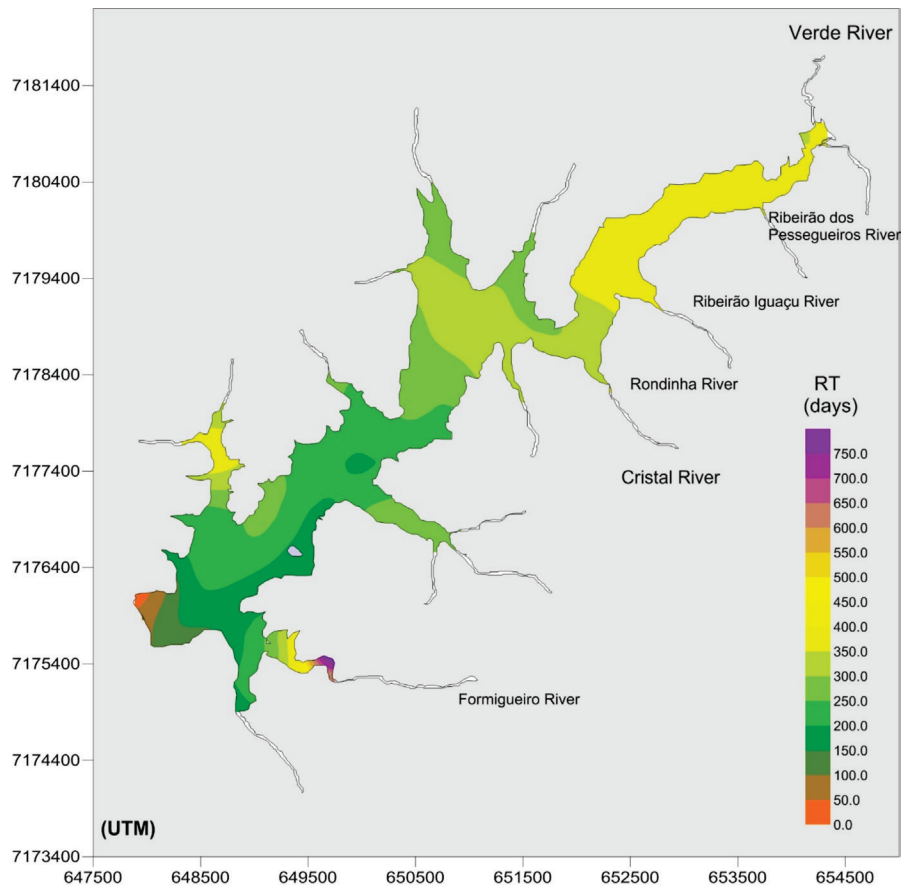 Verde River
7181400
7180400
Ribeirão dos
Pessegueiros River
7179400
Ribeirão Iguaçu River
7178400
Rondinha River
RT
(days)
750.0
7177400
Cristal River
700.0
650.0
600.0
550.0
7176400
500.0
450.0
400.0
350.0
7175400
300.0
Formigueiro River
250.0
200.0
150.0
7174400
100.0
50.0
(UTM)
0.0
7173400
647500 648500 649500 650500 651500 652500 653500 654500